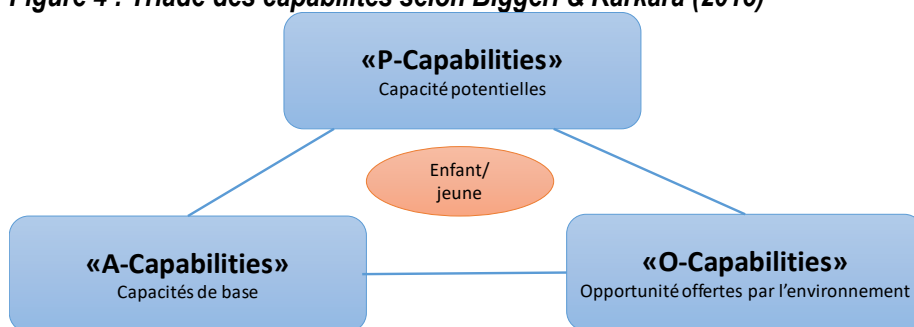 Figure 4 : Triade des capabilités selon Biggeri & Karkara
«P-Capabilities»
Capacité potentielles
Enfant/
jeune
«A-Capabilities»
Capacités de base
«O-Capabilities»
Opportunité offertes par l’environnement